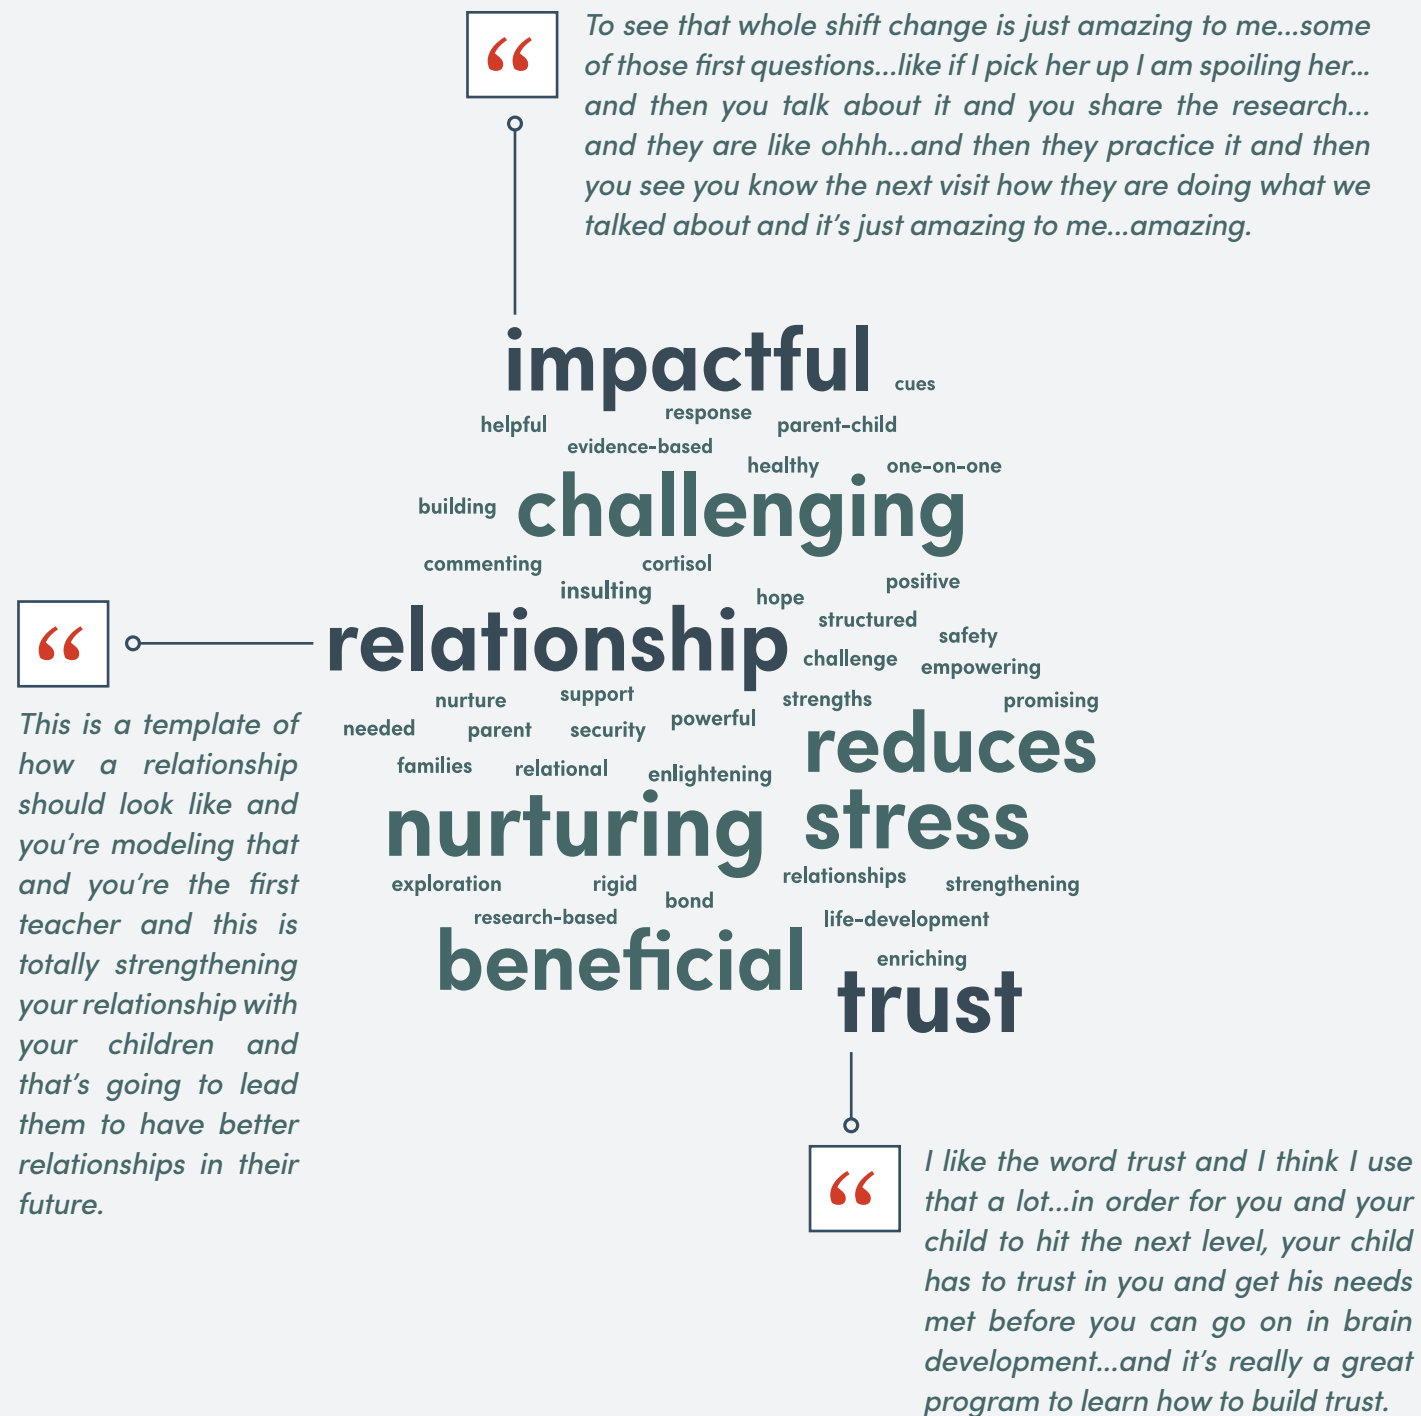 “
To see that whole shift change is just amazing to me...some
of those first questions...like if I pick her up I am spoiling her...
and then you talk about it and you share the research...
and they are like ohhh...and then they practice it and then
you see you know the next visit how they are doing what we
talked about and it’s just amazing to me...amazing.
impactful
cues
response
helpful
parent-child
evidence-based
healthy
one-on-one
building
challenging
commenting
cortisol
insulting
positive
hope
structured
relationship
safety
challenge
empowering
nurture
support
strengths
promising
needed
parent
security
powerful
reduces
stress
families
relational
enlightening
nurturing
exploration
rigid
relationships
strengthening
bond
research-based
life-development
beneficial
enriching
trust
“
This is a template of
how a relationship
should look like and
you’re modeling that
and you’re the first
teacher and this is
totally strengthening
your relationship with
your children and
that’s going to lead
them to have better
relationships in their
future.
“
I like the word trust and I think I use
that a lot...in order for you and your
child to hit the next level, your child
has to trust in you and get his needs
met before you can go on in brain
development...and it’s really a great
program to learn how to build trust.